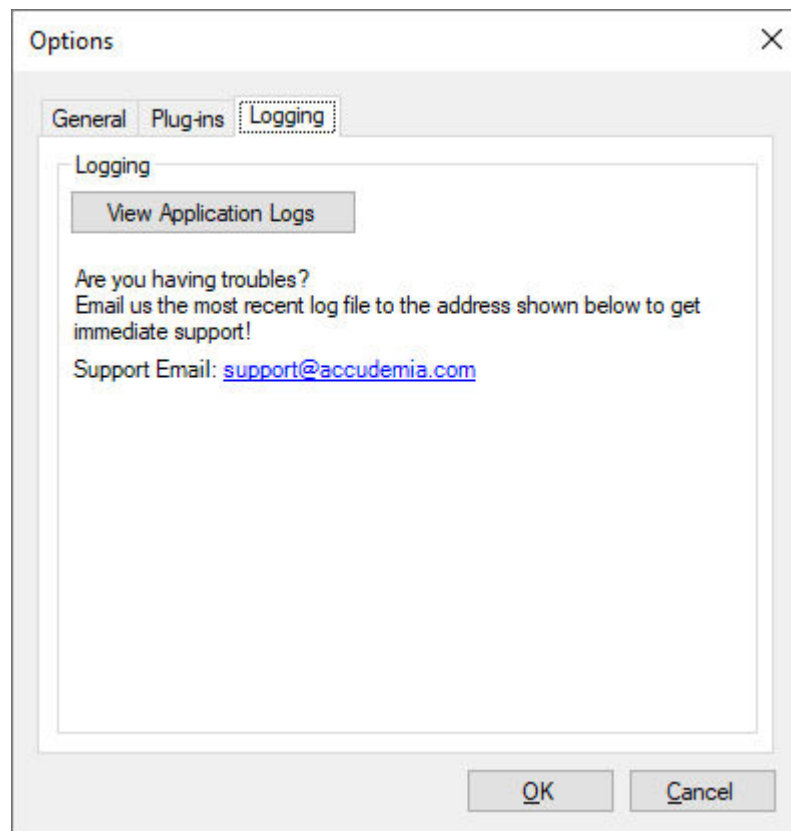 Options
General Plug-ins Logging
Logging
View Application Logs
Are you having troubles?
Email us the most recent log file to the address shown below to get
immediate support!
Support Email: support@accudemia.com
OK Cancel